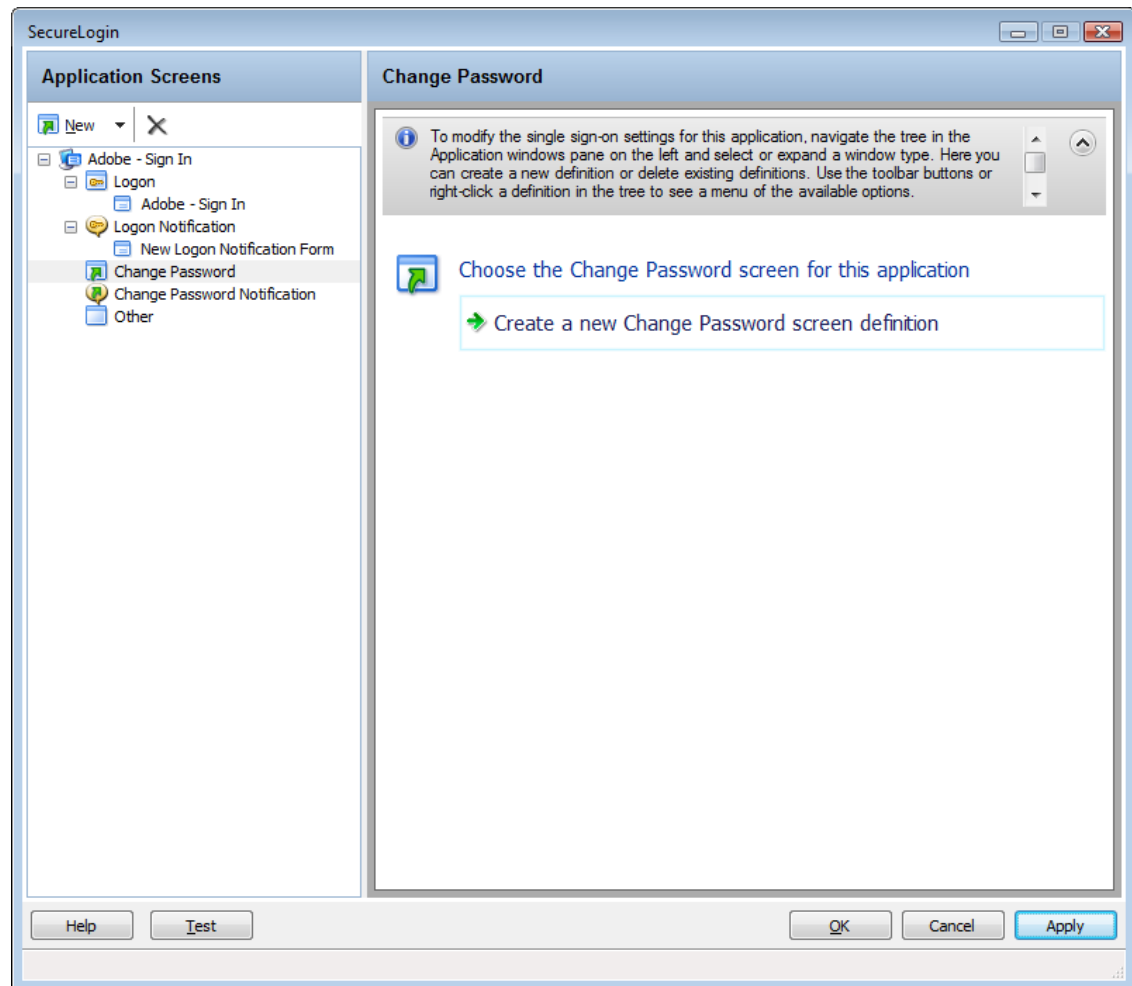 SecureLogin
Application Screens
New
Adobe - Sign In
Logon
Adobe - Sign In
Logon Notification
New Logon Notification Form
Change Password
Change Password Notification
Other
Change Password
To modify the single sign-on settings for this application, navigate the tree in the
Application windows pane on the left and select or expand a window type. Here you
can create a new definition or delete existing definitions. Use the toolbar buttons or
right-click a definition in the tree to see a menu of the available options.
Choose the Change Password screen for this application
Create a new Change Password screen definition
Help
Test
OK
Cancel
Apply